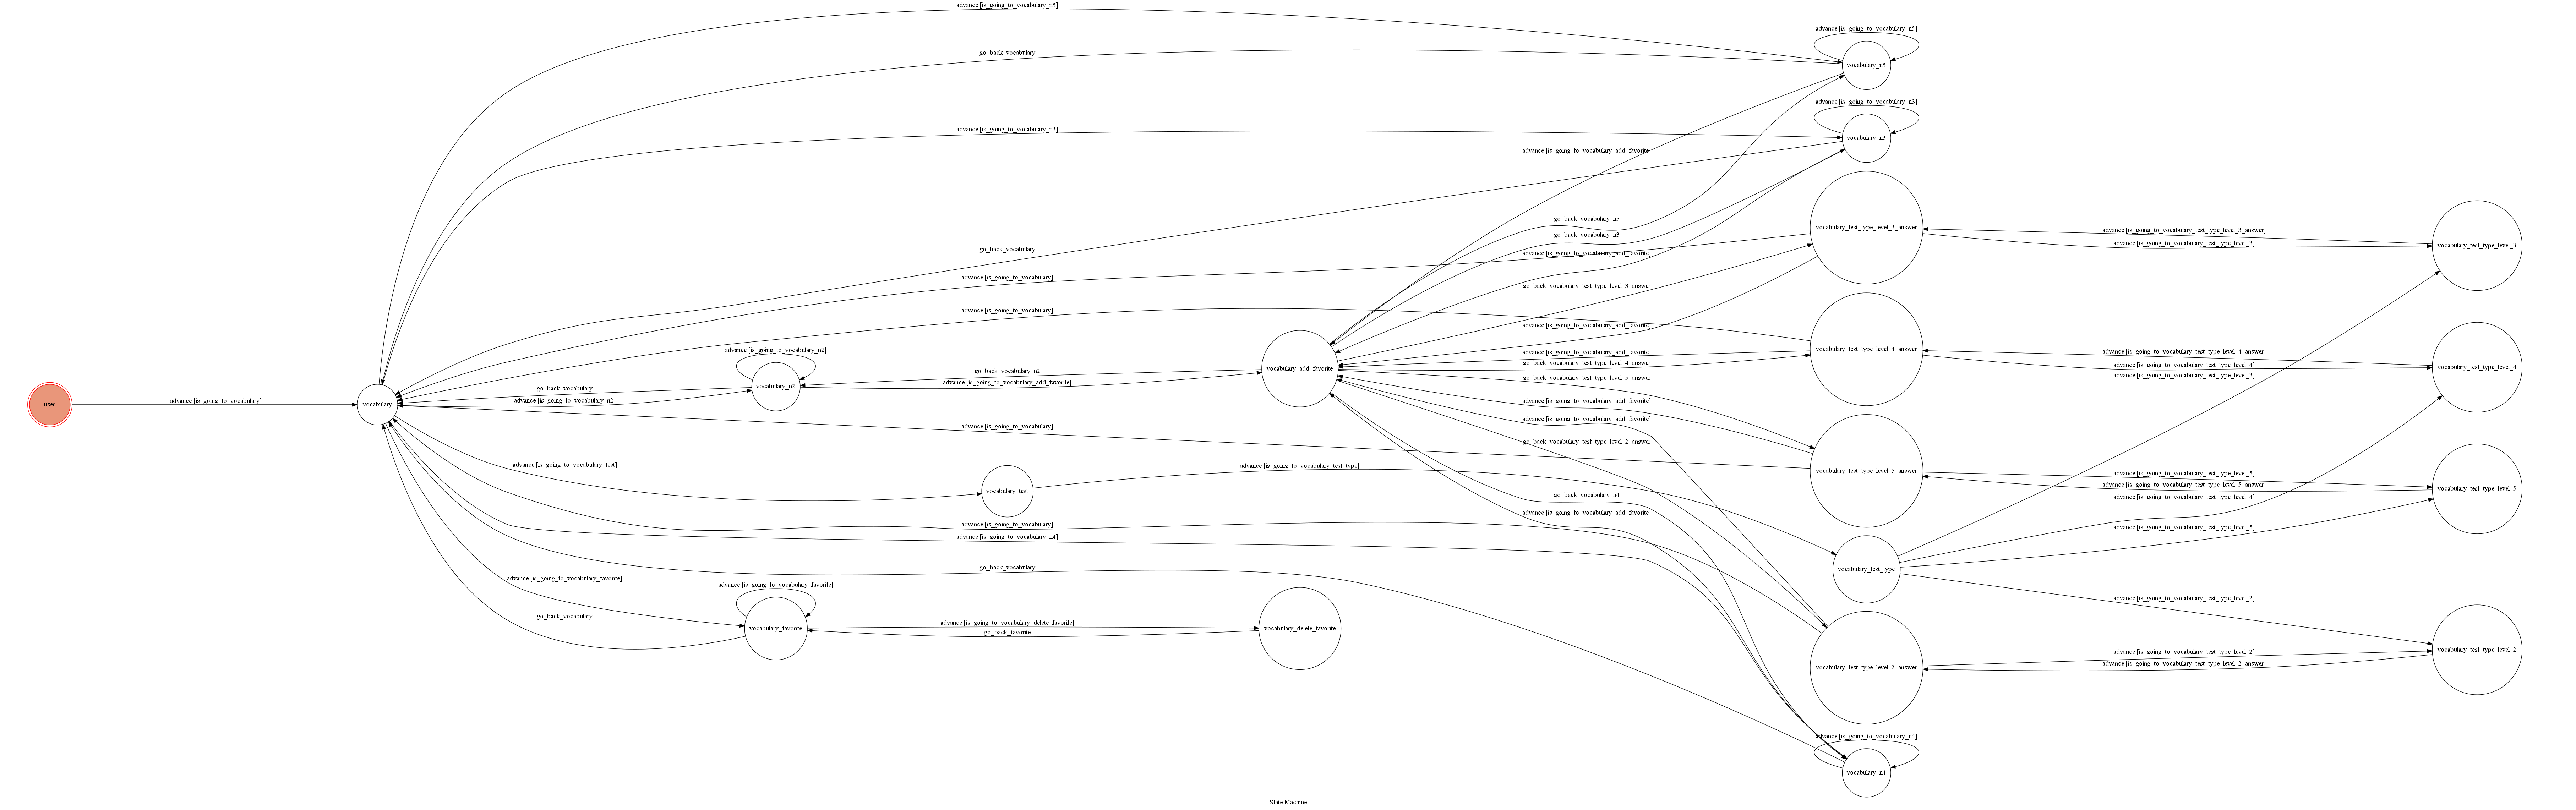 advance [is_going_to_vocabulary_n5]
advance [is_going_to_vocabulary_n5]
go_back_vocabulary
vocabulary_n5
advance [is_going_to_vocabulary_n3]
advance [is_going_to_vocabulary_n3]
vocabulary_n3
advance [is_going_to_vocabulary_add_favorite]
go_back_vocabulary_n5
vocabulary_test_type_level_3_answer
advance [is_going_to_vocabulary_test_type_level_3_answer]
go_back_vocabulary_n3
advance [is_going_to_vocabulary_test_type_level_3]
vocabulary_test_type_level_3
go_back_vocabulary
advance [is_going_to_vocabulary_add_favorite]
advance [is_going_to_vocabulary]
go_back_vocabulary_test_type_level_3_answer
advance [is_going_to_vocabulary]
advance [is_going_to_vocabulary_add_favorite]
advance [is_going_to_vocabulary_n2]
vocabulary_test_type_level_4_answer
advance [is_going_to_vocabulary_test_type_level_4_answer]
advance [is_going_to_vocabulary_add_favorite]
go_back_vocabulary_test_type_level_4_answer
advance [is_going_to_vocabulary_test_type_level_4]
vocabulary_test_type_level_4
vocabulary_add_favorite
go_back_vocabulary_n2
advance [is_going_to_vocabulary_test_type_level_3]
go_back_vocabulary_test_type_level_5_answer
advance [is_going_to_vocabulary_add_favorite]
vocabulary_n2
go_back_vocabulary
advance [is_going_to_vocabulary_n2]
advance [is_going_to_vocabulary_add_favorite]
user
advance [is_going_to_vocabulary]
vocabulary
advance [is_going_to_vocabulary_add_favorite]
advance [is_going_to_vocabulary]
go_back_vocabulary_test_type_level_2_answer
advance [is_going_to_vocabulary_test]
advance [is_going_to_vocabulary_test_type]
vocabulary_test_type_level_5_answer
advance [is_going_to_vocabulary_test_type_level_5]
advance [is_going_to_vocabulary_test_type_level_5_answer]
vocabulary_test_type_level_5
vocabulary_test
go_back_vocabulary_n4
advance [is_going_to_vocabulary_test_type_level_4]
advance [is_going_to_vocabulary_add_favorite]
advance [is_going_to_vocabulary]
advance [is_going_to_vocabulary_test_type_level_5]
advance [is_going_to_vocabulary_n4]
go_back_vocabulary
vocabulary_test_type
advance [is_going_to_vocabulary_favorite]
advance [is_going_to_vocabulary_favorite]
advance [is_going_to_vocabulary_test_type_level_2]
go_back_vocabulary
vocabulary_favorite
advance [is_going_to_vocabulary_delete_favorite]
go_back_favorite
vocabulary_delete_favorite
advance [is_going_to_vocabulary_test_type_level_2]
vocabulary_test_type_level_2
advance [is_going_to_vocabulary_test_type_level_2_answer]
vocabulary_test_type_level_2_answer
advance [is_going_to_vocabulary_n4]
vocabulary_n4
State Machine